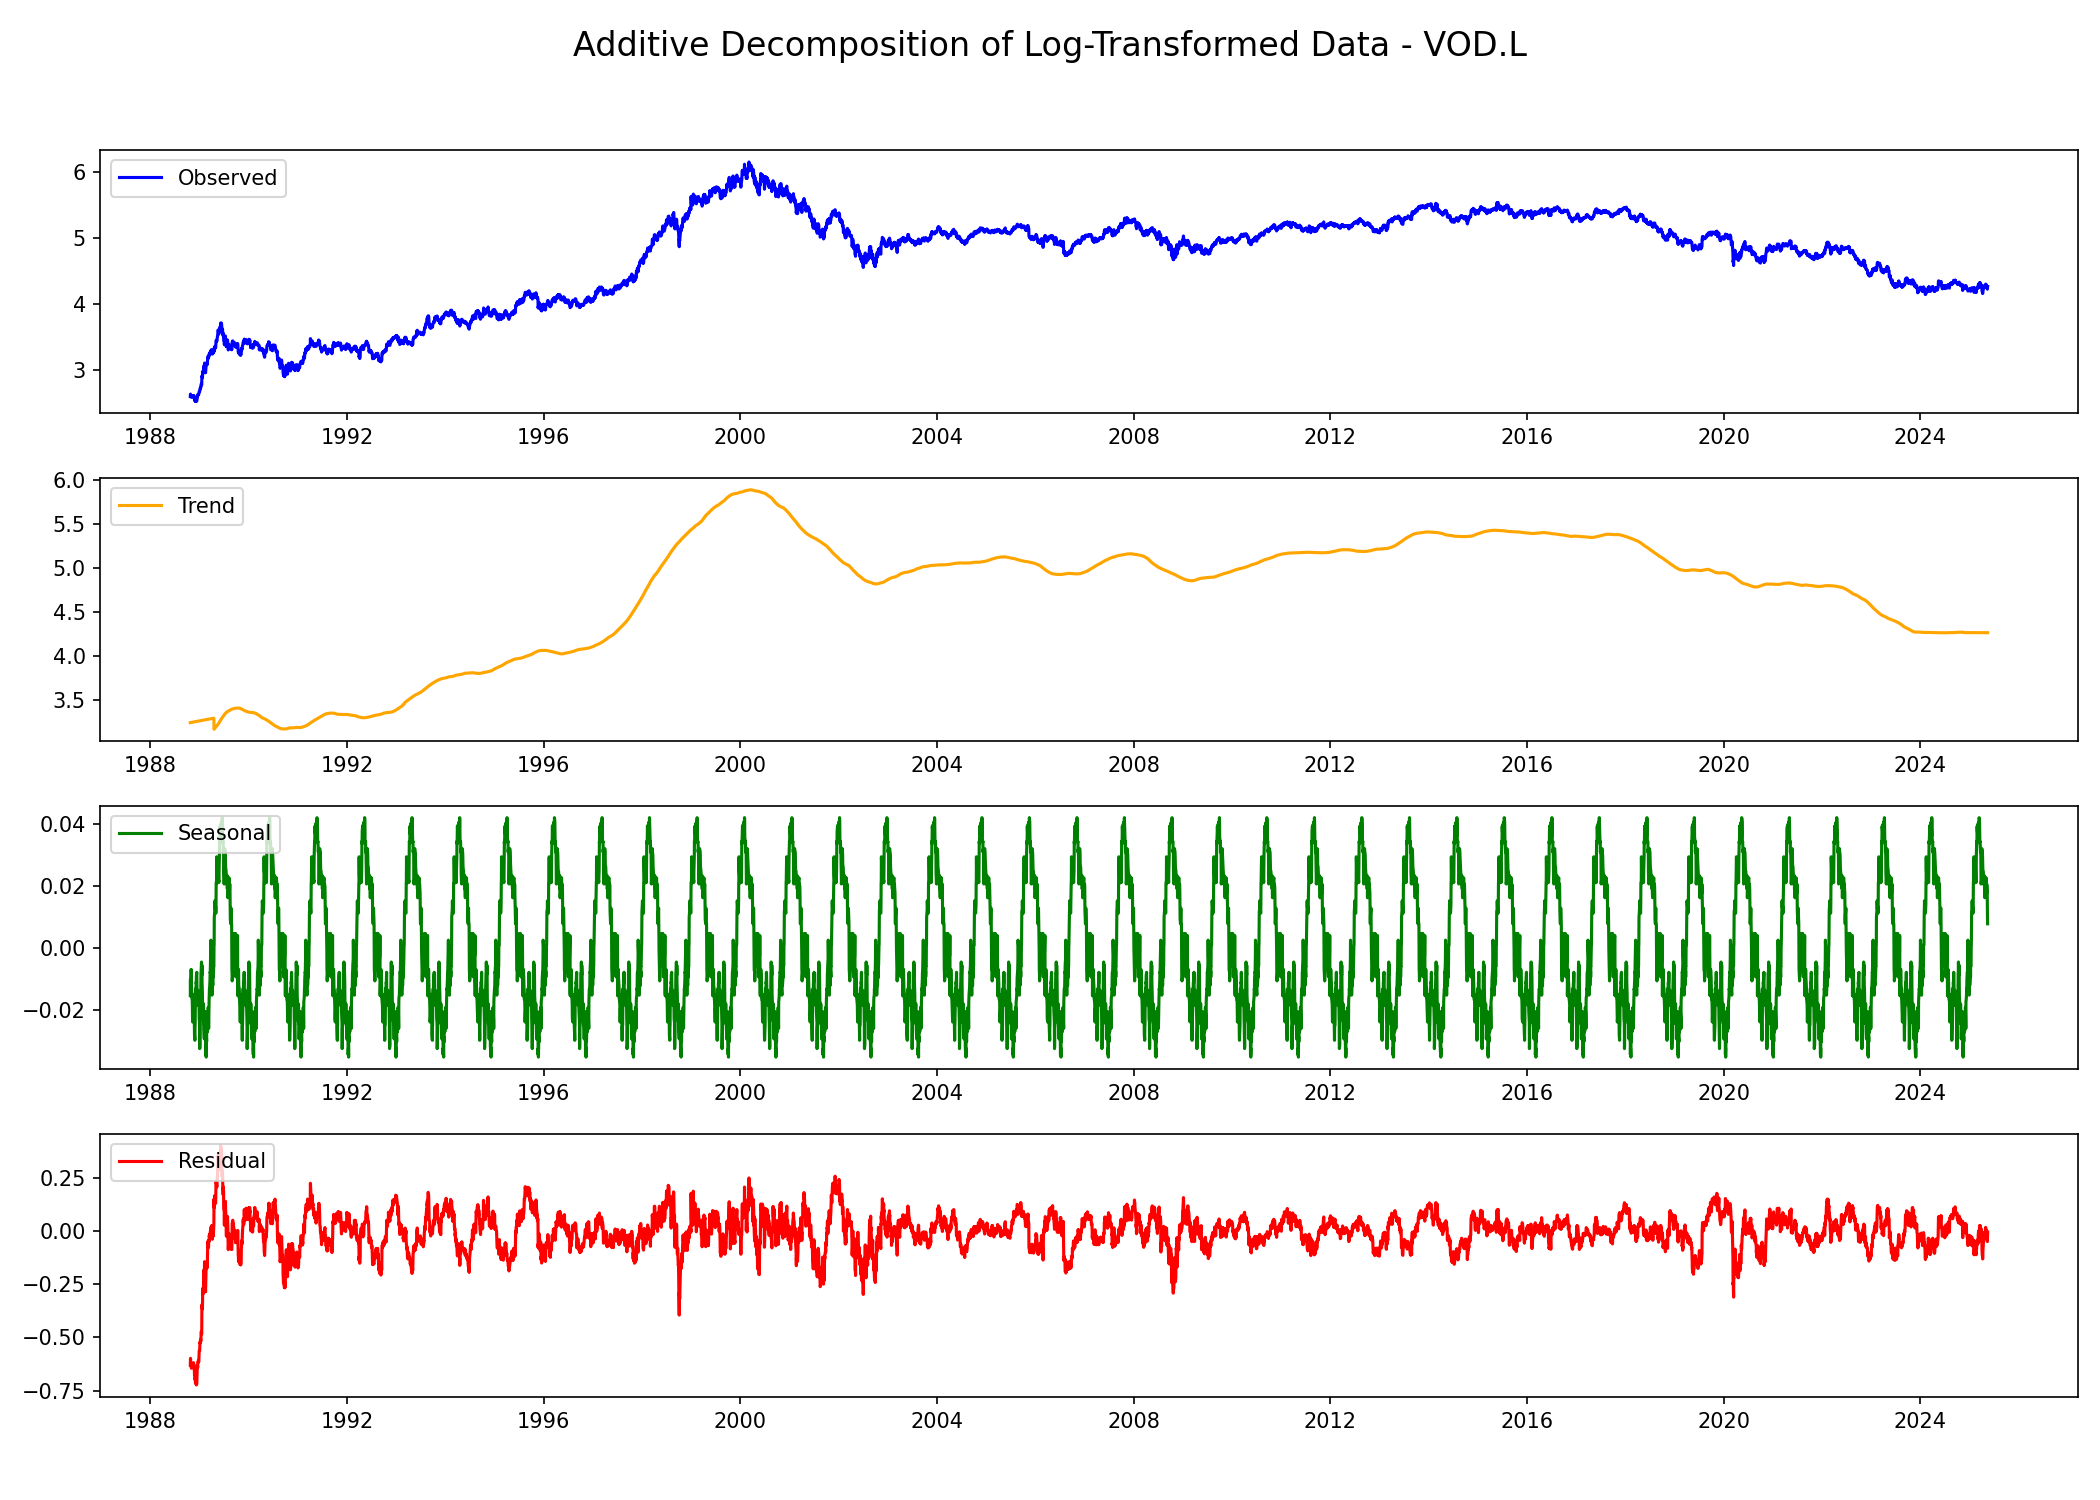 Additive Decomposition of Log-Transformed Data - VOD.L
Observed
6
5
4
3
1988 1992 1996 2000 2004 2008 2012 2016 2020 2024
Trend
6.0
5.5
5.0
4.5
4.0
3.5
1988 1992 1996 2000 2004 2008 2012 2016 2020 2024
Seasonal
0.04
0.02
0.00
−0.02
1988 1992 1996 2000 2004 2008 2012 2016 2020 2024
Residual
0.25
0.00
−0.25
−0.50
−0.75
1988 1992 1996 2000 2004 2008 2012 2016 2020 2024